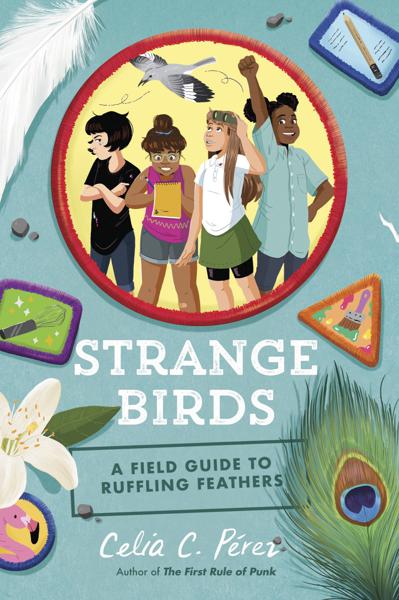 STRANGE
BIRDS
A FIELD GUIDE TO
RUFFLING FEATHERS
Celia C. Pérez
Author of The First Rule of Punk